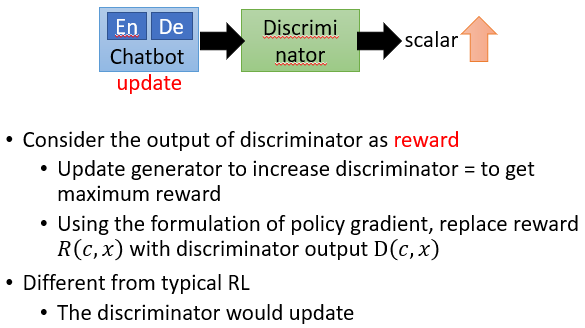 En De
Chatbot
update
Discrimi
nator
scalar
• Consider the output of discriminator as reward
• Update generator to increase discriminator = to get
maximum reward
• Using the formulation of policy gradient, replace reward
𝑅(𝑐, 𝑥) with discriminator output D(𝑐, 𝑥)
• Different from typical RL
• The discriminator would update